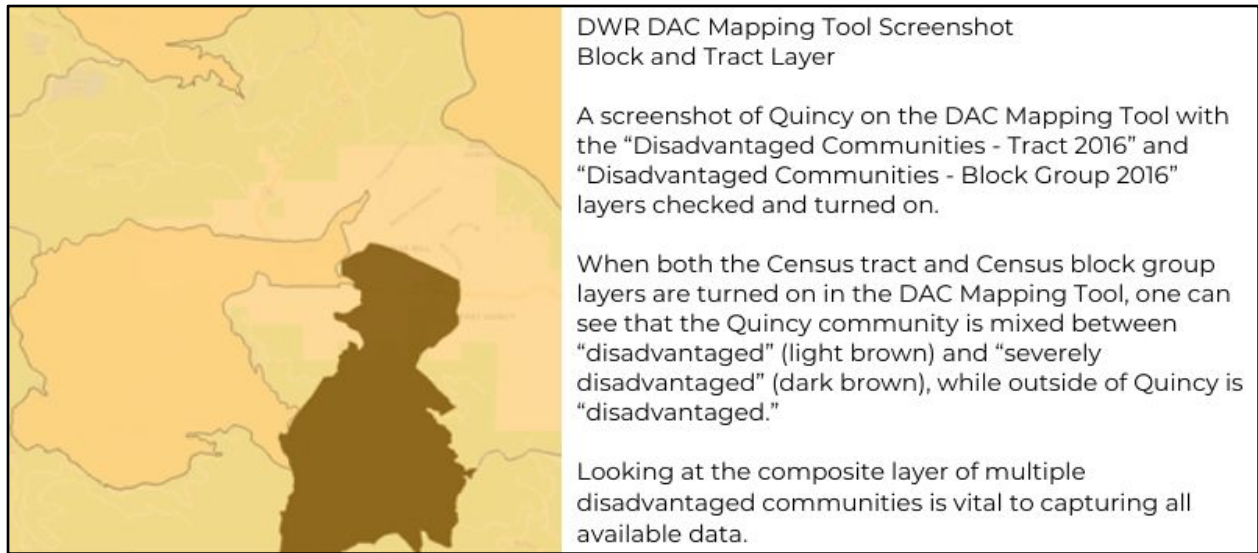 DWR DAC Mapping Tool Screenshot
Block and Tract Layer
A screenshot of Quincy on the DAC Mapping Tool with
the “Disadvantaged Communities - Tract 2016” and
“Disadvantaged Communities - Block Group 2016”
layers checked and turned on.
When both the Census tract and Census block group
layers are turned on in the DAC Mapping Tool, one can
see that the Quincy community is mixed between
“disadvantaged” (light brown) and “severely
disadvantaged” (dark brown), while outside of Quincy is
“disadvantaged.”
Looking at the composite layer of multiple
disadvantaged communities is vital to capturing all
available data.